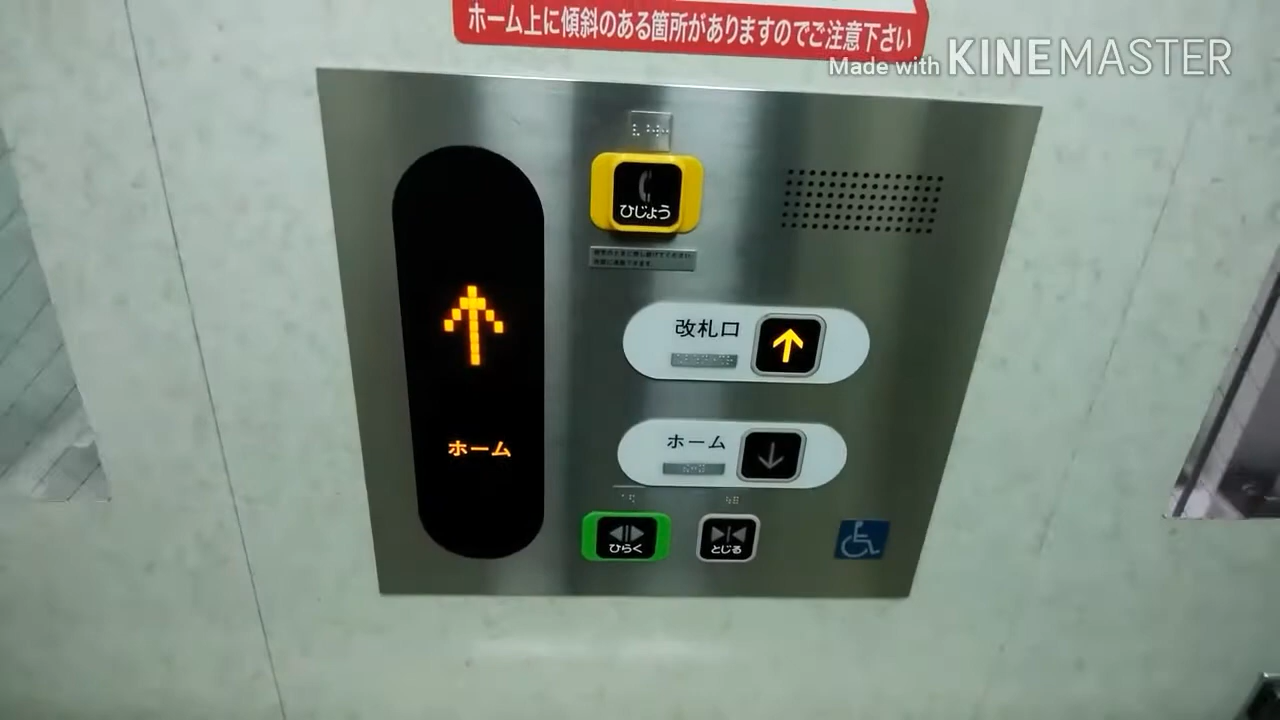 ホーム上に傾斜のある箇所がありますのでご注意下さい
Made with KINEMASTER
ひじょう
改札口
ホーム
ホーム
ひらく
とじる